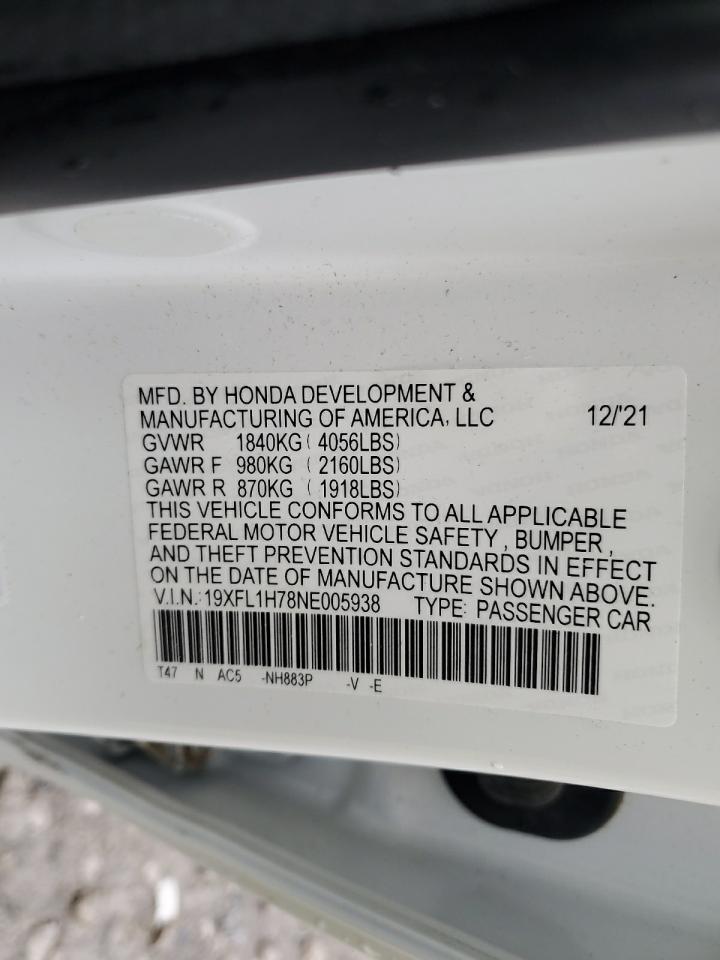 MFD. BY HONDA DEVELOPMENT &
MANUFACTURING OF AMERICA, LLC 12/'21
GVWR 1840KG ( 4056LBS)
GAWR F 980KG ( 2160LBS)
GAWR R 870KG ( 1918LBS)
THIS VEHICLE CONFORMS TO ALL APPLICABLE
FEDERAL MOTOR VEHICLE SAFETY , BUMPER ,
AND THEFT PREVENTION STANDARDS IN EFFECT
ON THE DATE OF MANUFACTURE SHOWN ABOVE.
V.I.N.:19XFL1H78NE005938 TYPE: PASSENGER CAR
T47 N AC5 -NH883P -V -E